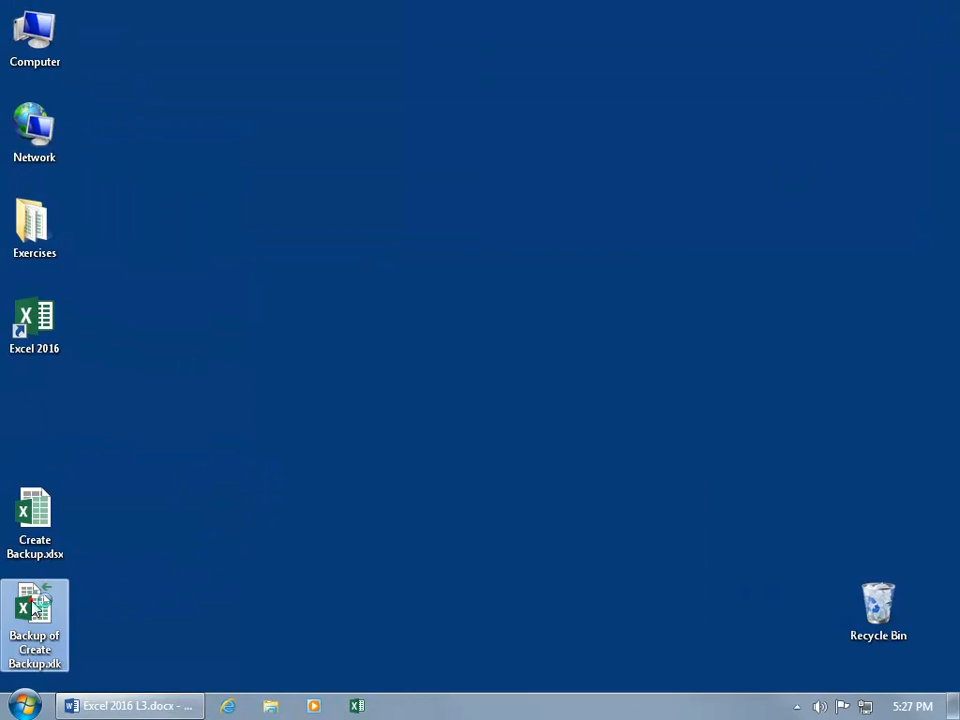 Computer
Network
Exercises
Excel 2016
Create
Backup.xlsx
Backup of
Create
Backup.xlk
Recycle Bin
Excel 2016 L3.docx - ...
5:27 PM